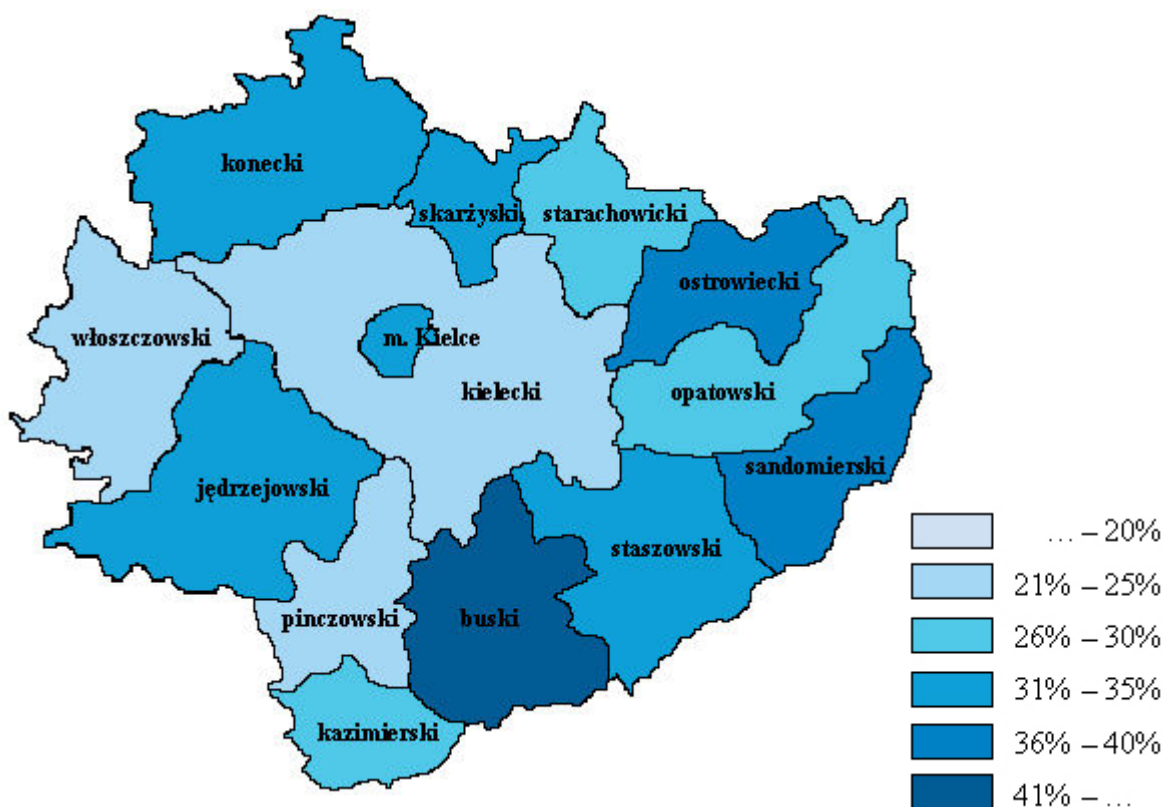 konecki
skarżyski
starachowicki
ostrowiecki
włoszczowski
m. Kielce
kielecki
opatowski
sandomierski
jędrzejowski
staszowski
pinczowski
buski
kazimierski
… – 20%
21% – 25%
26% – 30%
31% – 35%
36% – 40%
41% – …